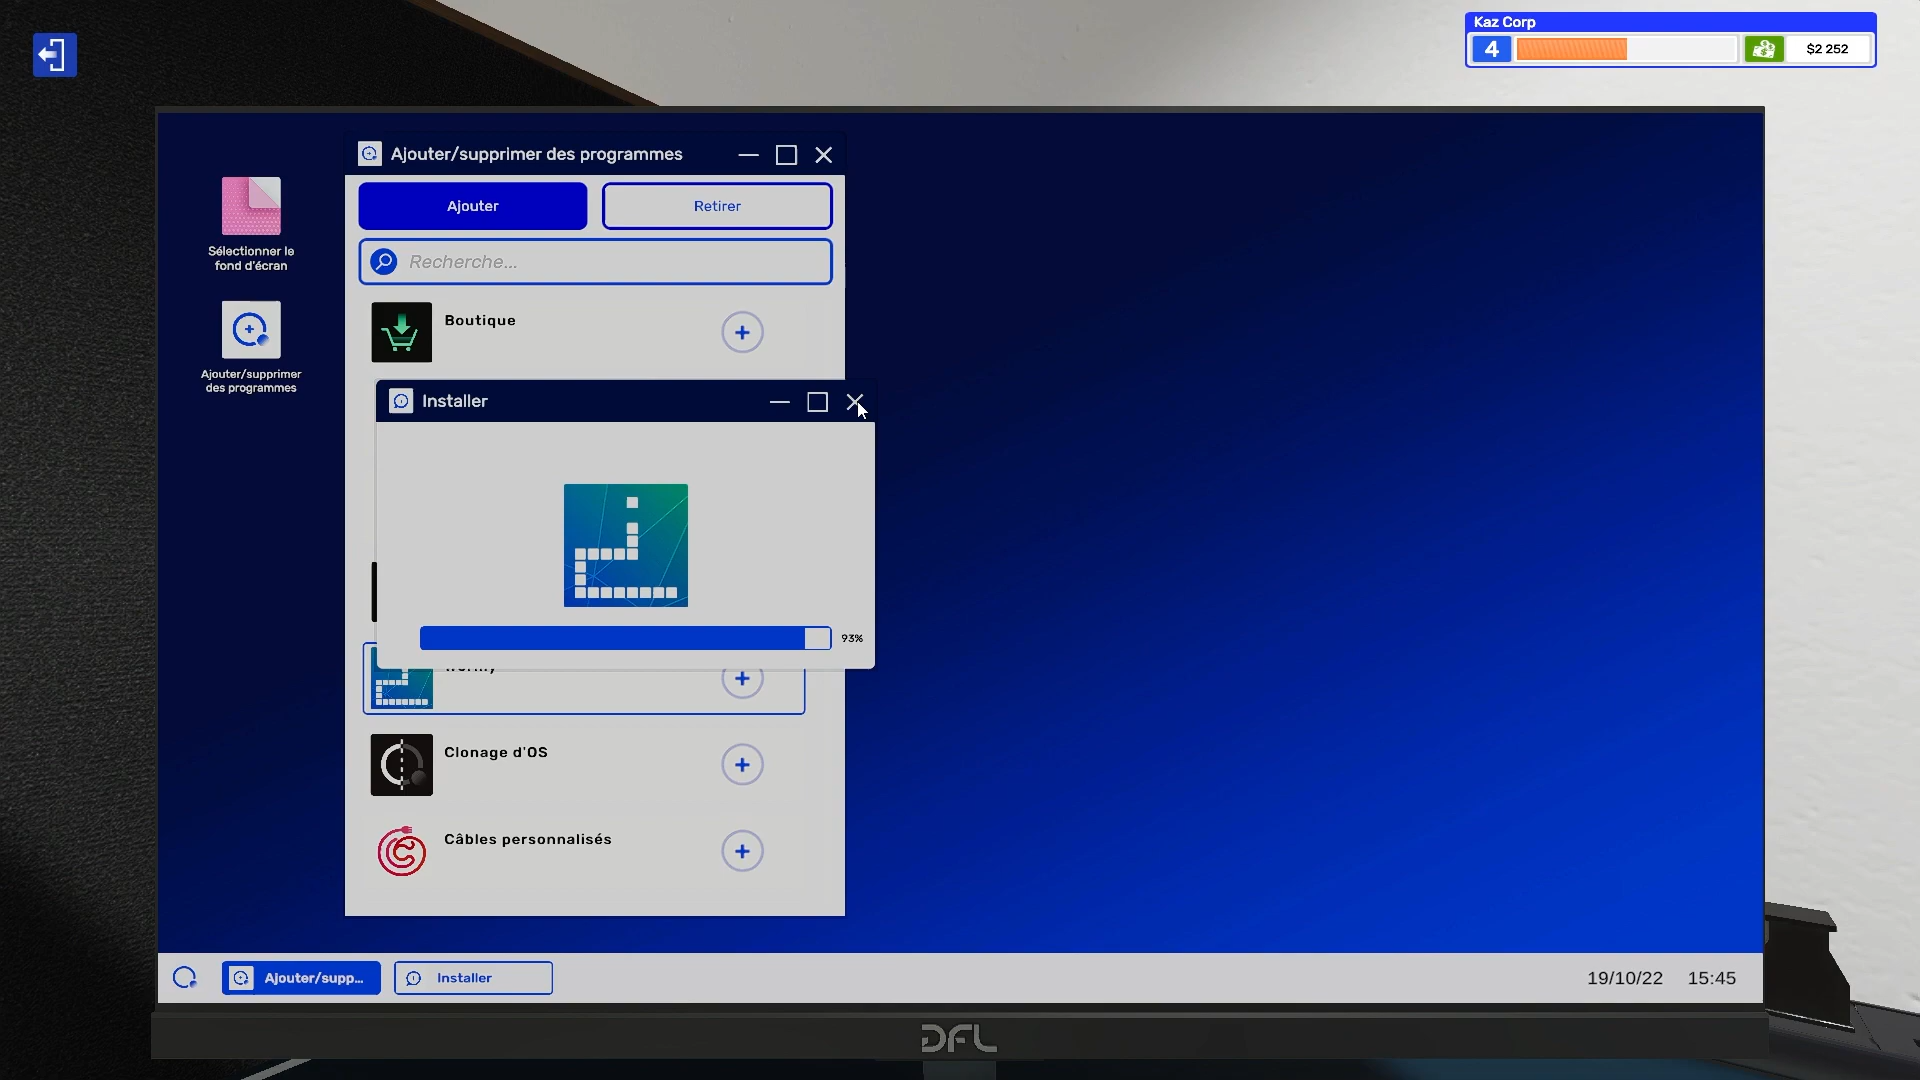 Kaz Corp
4
$2 252
Ajouter/supprimer des programmes
Ajouter
Retirer
Recherche...
Sélectionner le
fond d'écran
Ajouter/supprimer
des programmes
Boutique
Installer
93%
Clonage d'OS
Câbles personnalisés
Ajouter/supp...
Installer
19/10/22
15:45
DFL